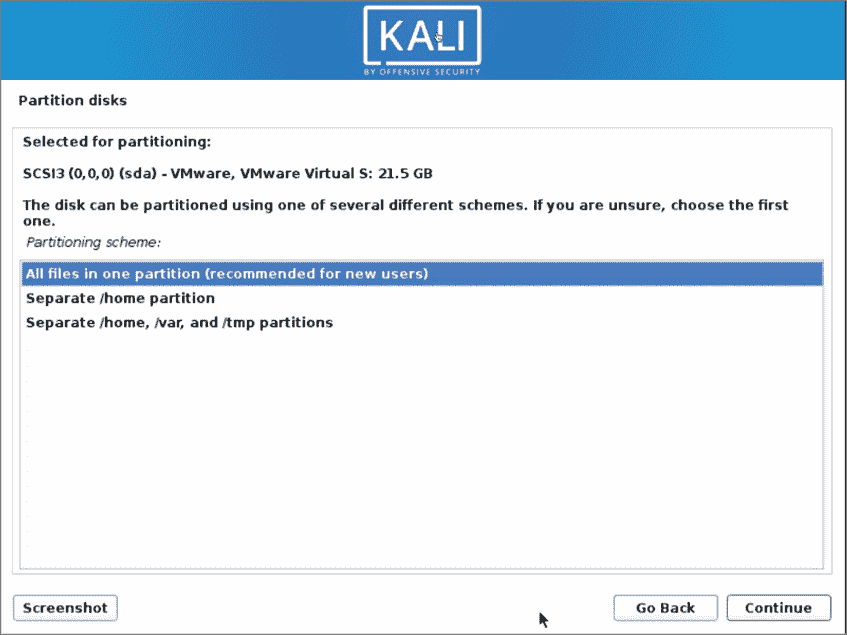 KALI
BY OFFENSIVE SECURITY
Partition disks
Selected for partitioning:
SCSI3 (0,0,0) (sda) - VMware, VMware Virtual S: 21.5 GB
The disk can be partitioned using one of several different schemes. If you are unsure, choose the first
one.
Partitioning scheme:
All files in one partition (recommended for new users)
Separate /home partition
Separate /home, /var, and /tmp partitions
Screenshot
Go Back
Continue